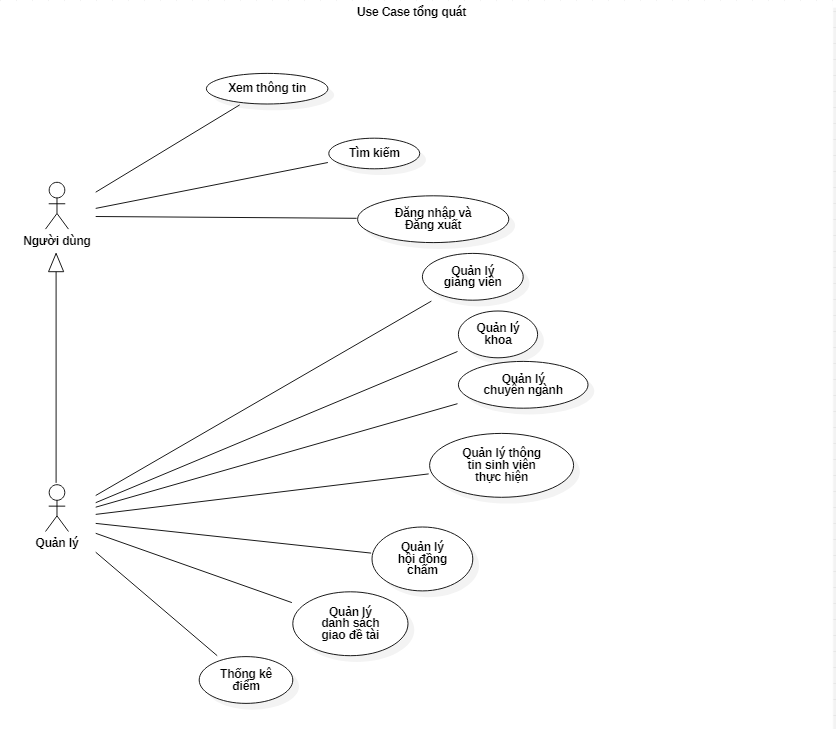 Use Case tổng quát
Xem thông tin
Tìm kiếm
Đăng nhập và
Đăng xuất
Người dùng
Quản lý
giảng viên
Quản lý
khoa
Quản lý
chuyên ngành
Quản lý thông
tin sinh viên
thực hiện
Quản lý
Quản lý
hội đồng
chấm
Quản lý
danh sách
giao đề tài
Thống kê
điểm